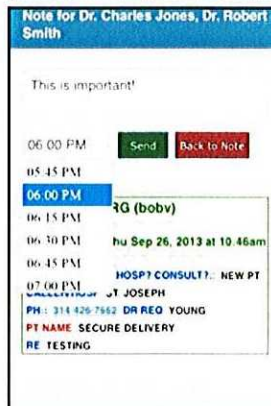 Note for Dr. Charles Jones, Dr. Robert
Smith
This is important!
06:00 PM Send Back to Note
05:45 PM
06:00 PM
06:15 PM
06:30 PM
06:45 PM
07:00 PM
RG (bobv)
hu Sep 26, 2013 at 10.46am
HOSP? CONSULT?: NEW PT
ST JOSEPH
PH.: 314-426-7662 DR REQ YOUNG
PT NAME SECURE DELIVERY
RE TESTING